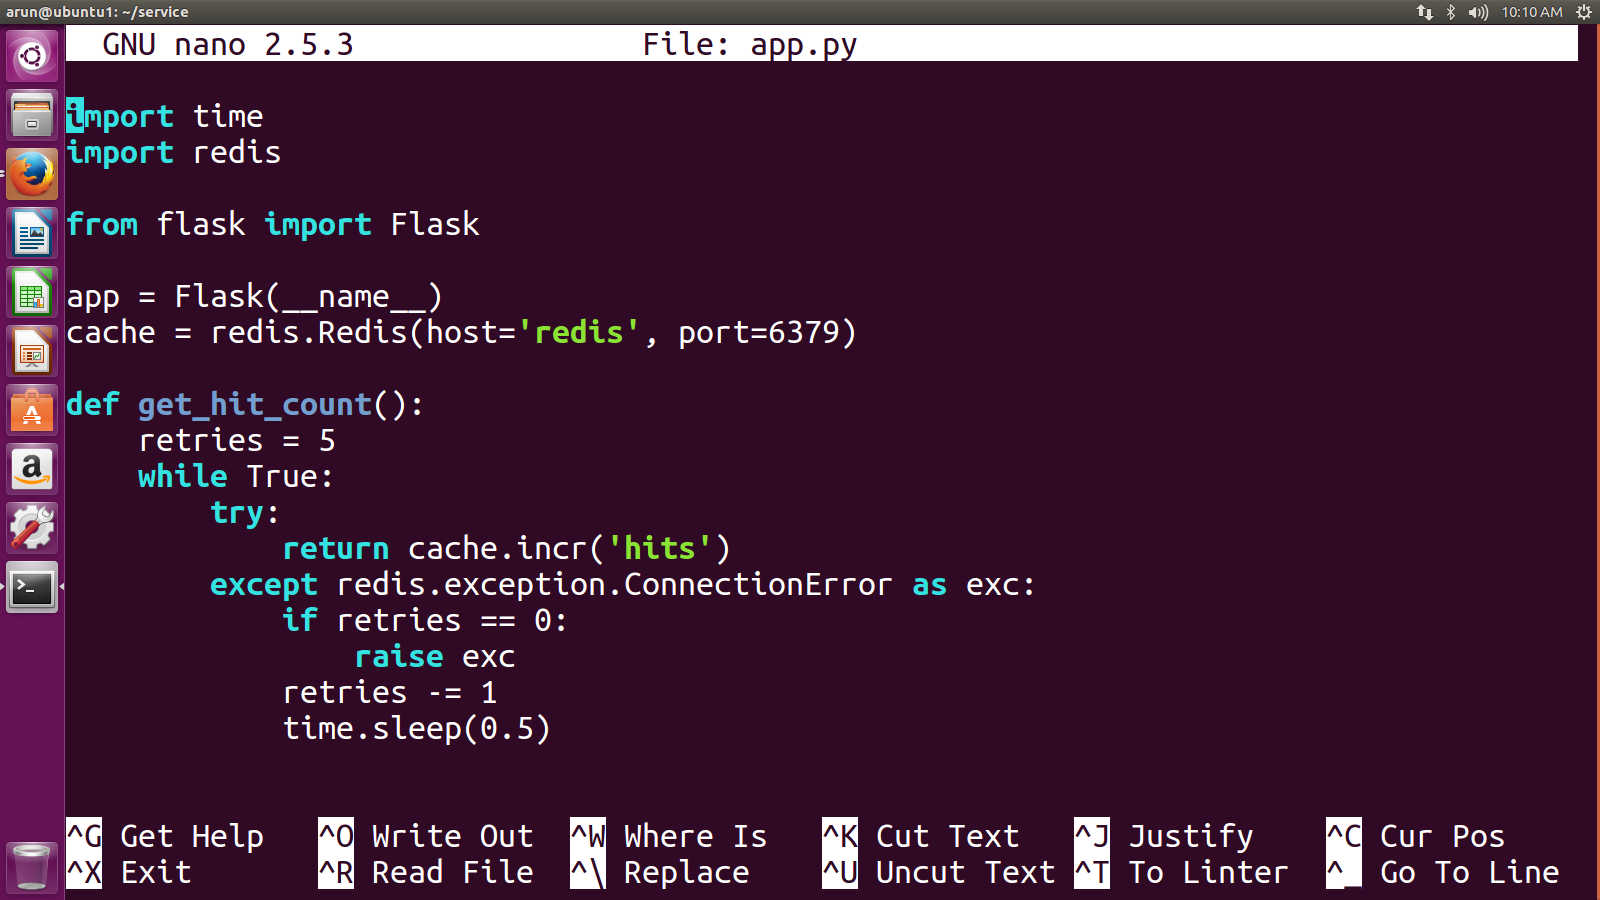 arun@ubuntu1: ~/service
10:10 AM
GNU nano 2.5.3 File: app.py
import time
import redis
from flask import Flask
app = Flask(__name__)
cache = redis.Redis(host='redis', port=6379)
def get_hit_count():
    retries = 5
    while True:
        try:
            return cache.incr('hits')
        except redis.exception.ConnectionError as exc:
            if retries == 0:
                raise exc
            retries -= 1
            time.sleep(0.5)
^G Get Help ^O Write Out ^W Where Is ^K Cut Text ^J Justify ^C Cur Pos
^X Exit ^R Read File ^\ Replace ^U Uncut Text ^T To Linter ^_ Go To Line